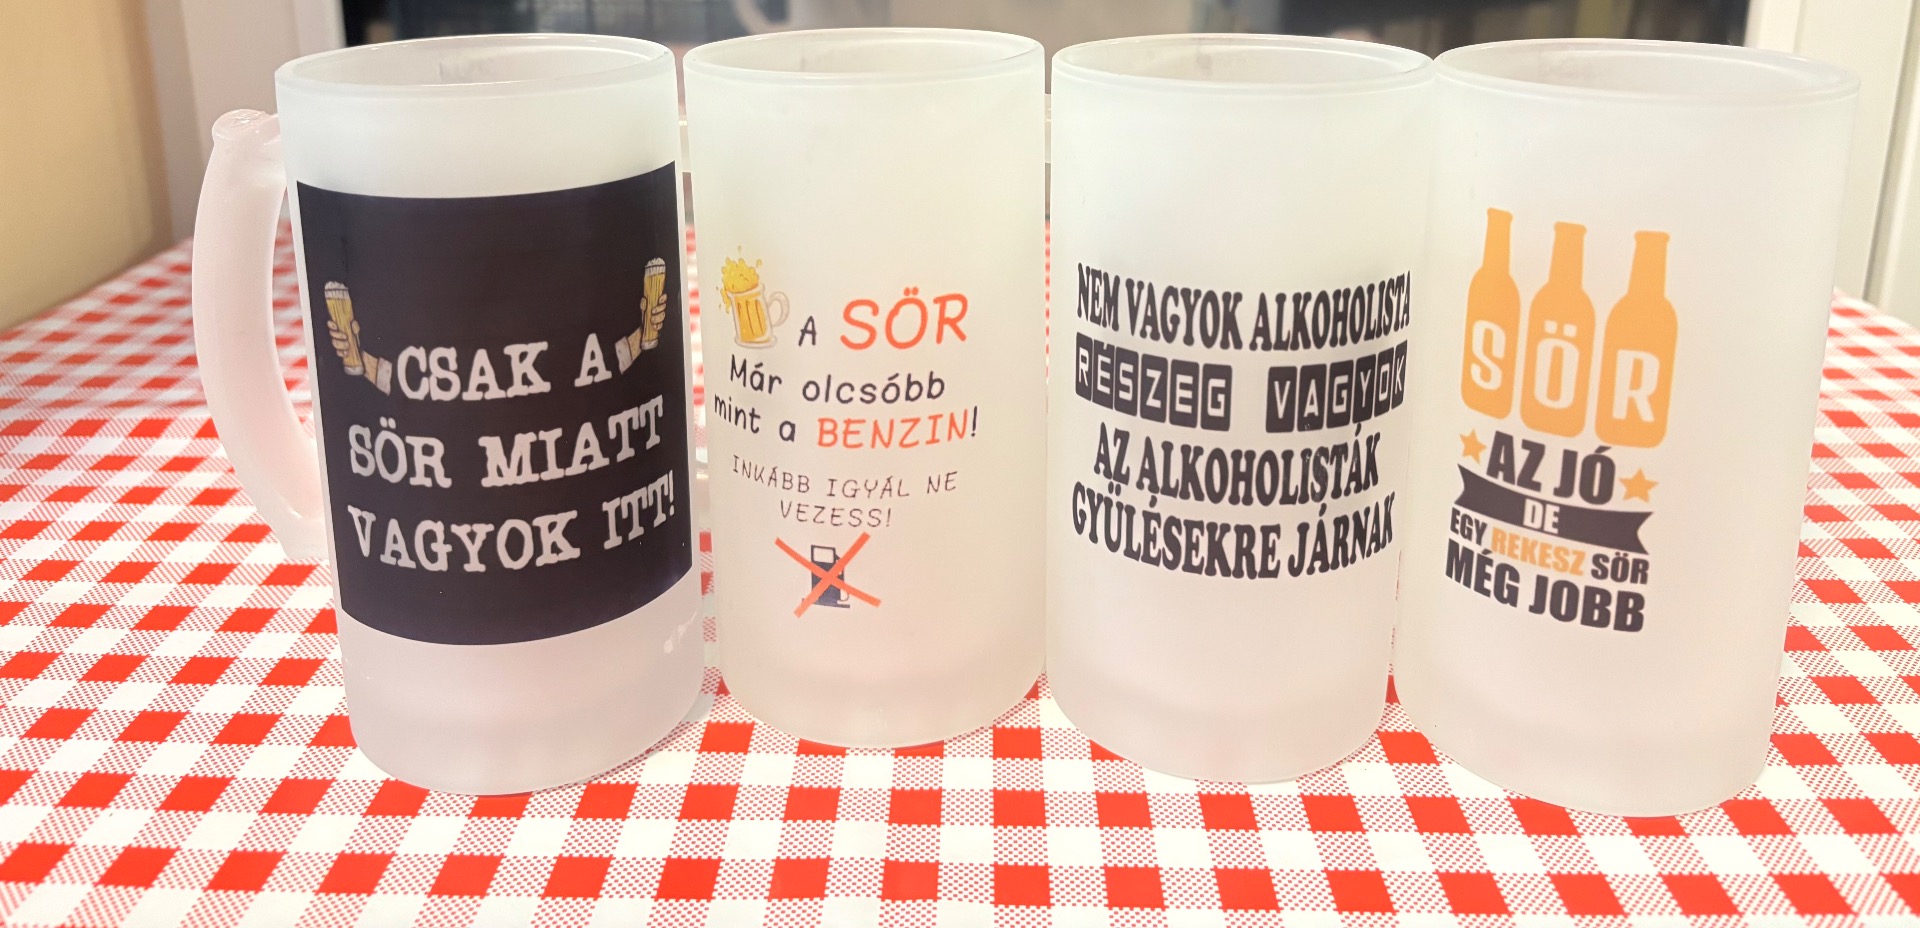 CSAK A
SÖR MIATT
VAGYOK ITT!
A SÖR
Már olcsóbb
mint a BENZIN!
INKÁBB IGYÁL NE
VEZESS!
NEM VAGYOK ALKOHOLISTA
RÉSZEG VAGYOK
AZ ALKOHOLISTÁK
GYÜLÉSEKRE JÁRNAK
SÖR
AZ JÓ
DE
EGY REKESZ SÖR
MÉG JOBB